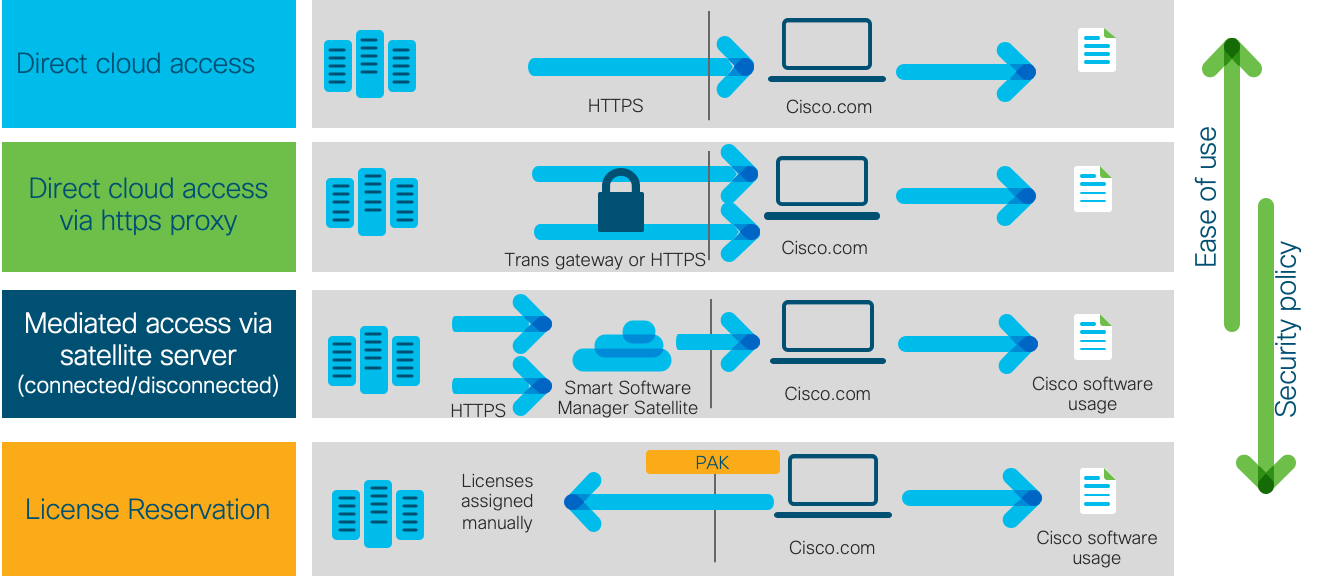 Direct cloud access
HTTPS
Cisco.com
Direct cloud access
via https proxy
Trans gateway or HTTPS
Cisco.com
Mediated access via
satellite server
(connected/disconnected)
HTTPS
Smart Software
Manager Satellite
Cisco.com
Cisco software
usage
License Reservation
Licenses
assigned
manually
PAK
Cisco.com
Cisco software
usage
Ease of use
Security policy